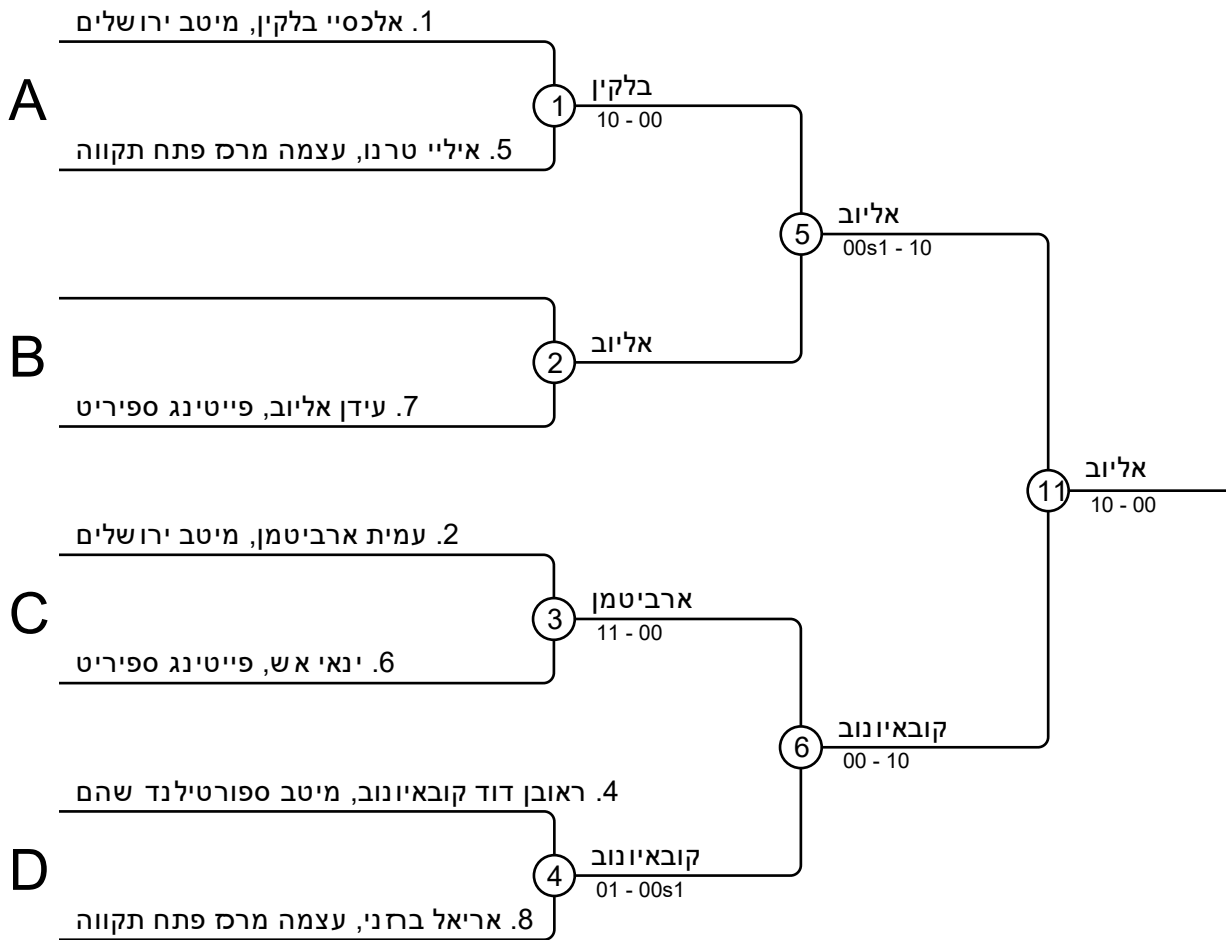 1. אלכסיי בלקין, מיטב ירושלים
A
1
בלקין
10 - 00
5. איליי טרנו, עצמה מרכז פתח תקווה
5
אליוב
00s1 - 10
B
2
אליוב
7. עידן אליוב, פייטינג ספיריט
11
אליוב
10 - 00
2. עמית ארביטמן, מיטב ירושלים
C
3
ארביטמן
11 - 00
6. ינאי אש, פייטינג ספיריט
6
קובאיונוב
00 - 10
4. ראובן דוד קובאיונוב, מיטב ספורטילנד שהם
D
4
קובאיונוב
01 - 00s1
8. אריאל ברזני, עצמה מרכז פתח תקווה